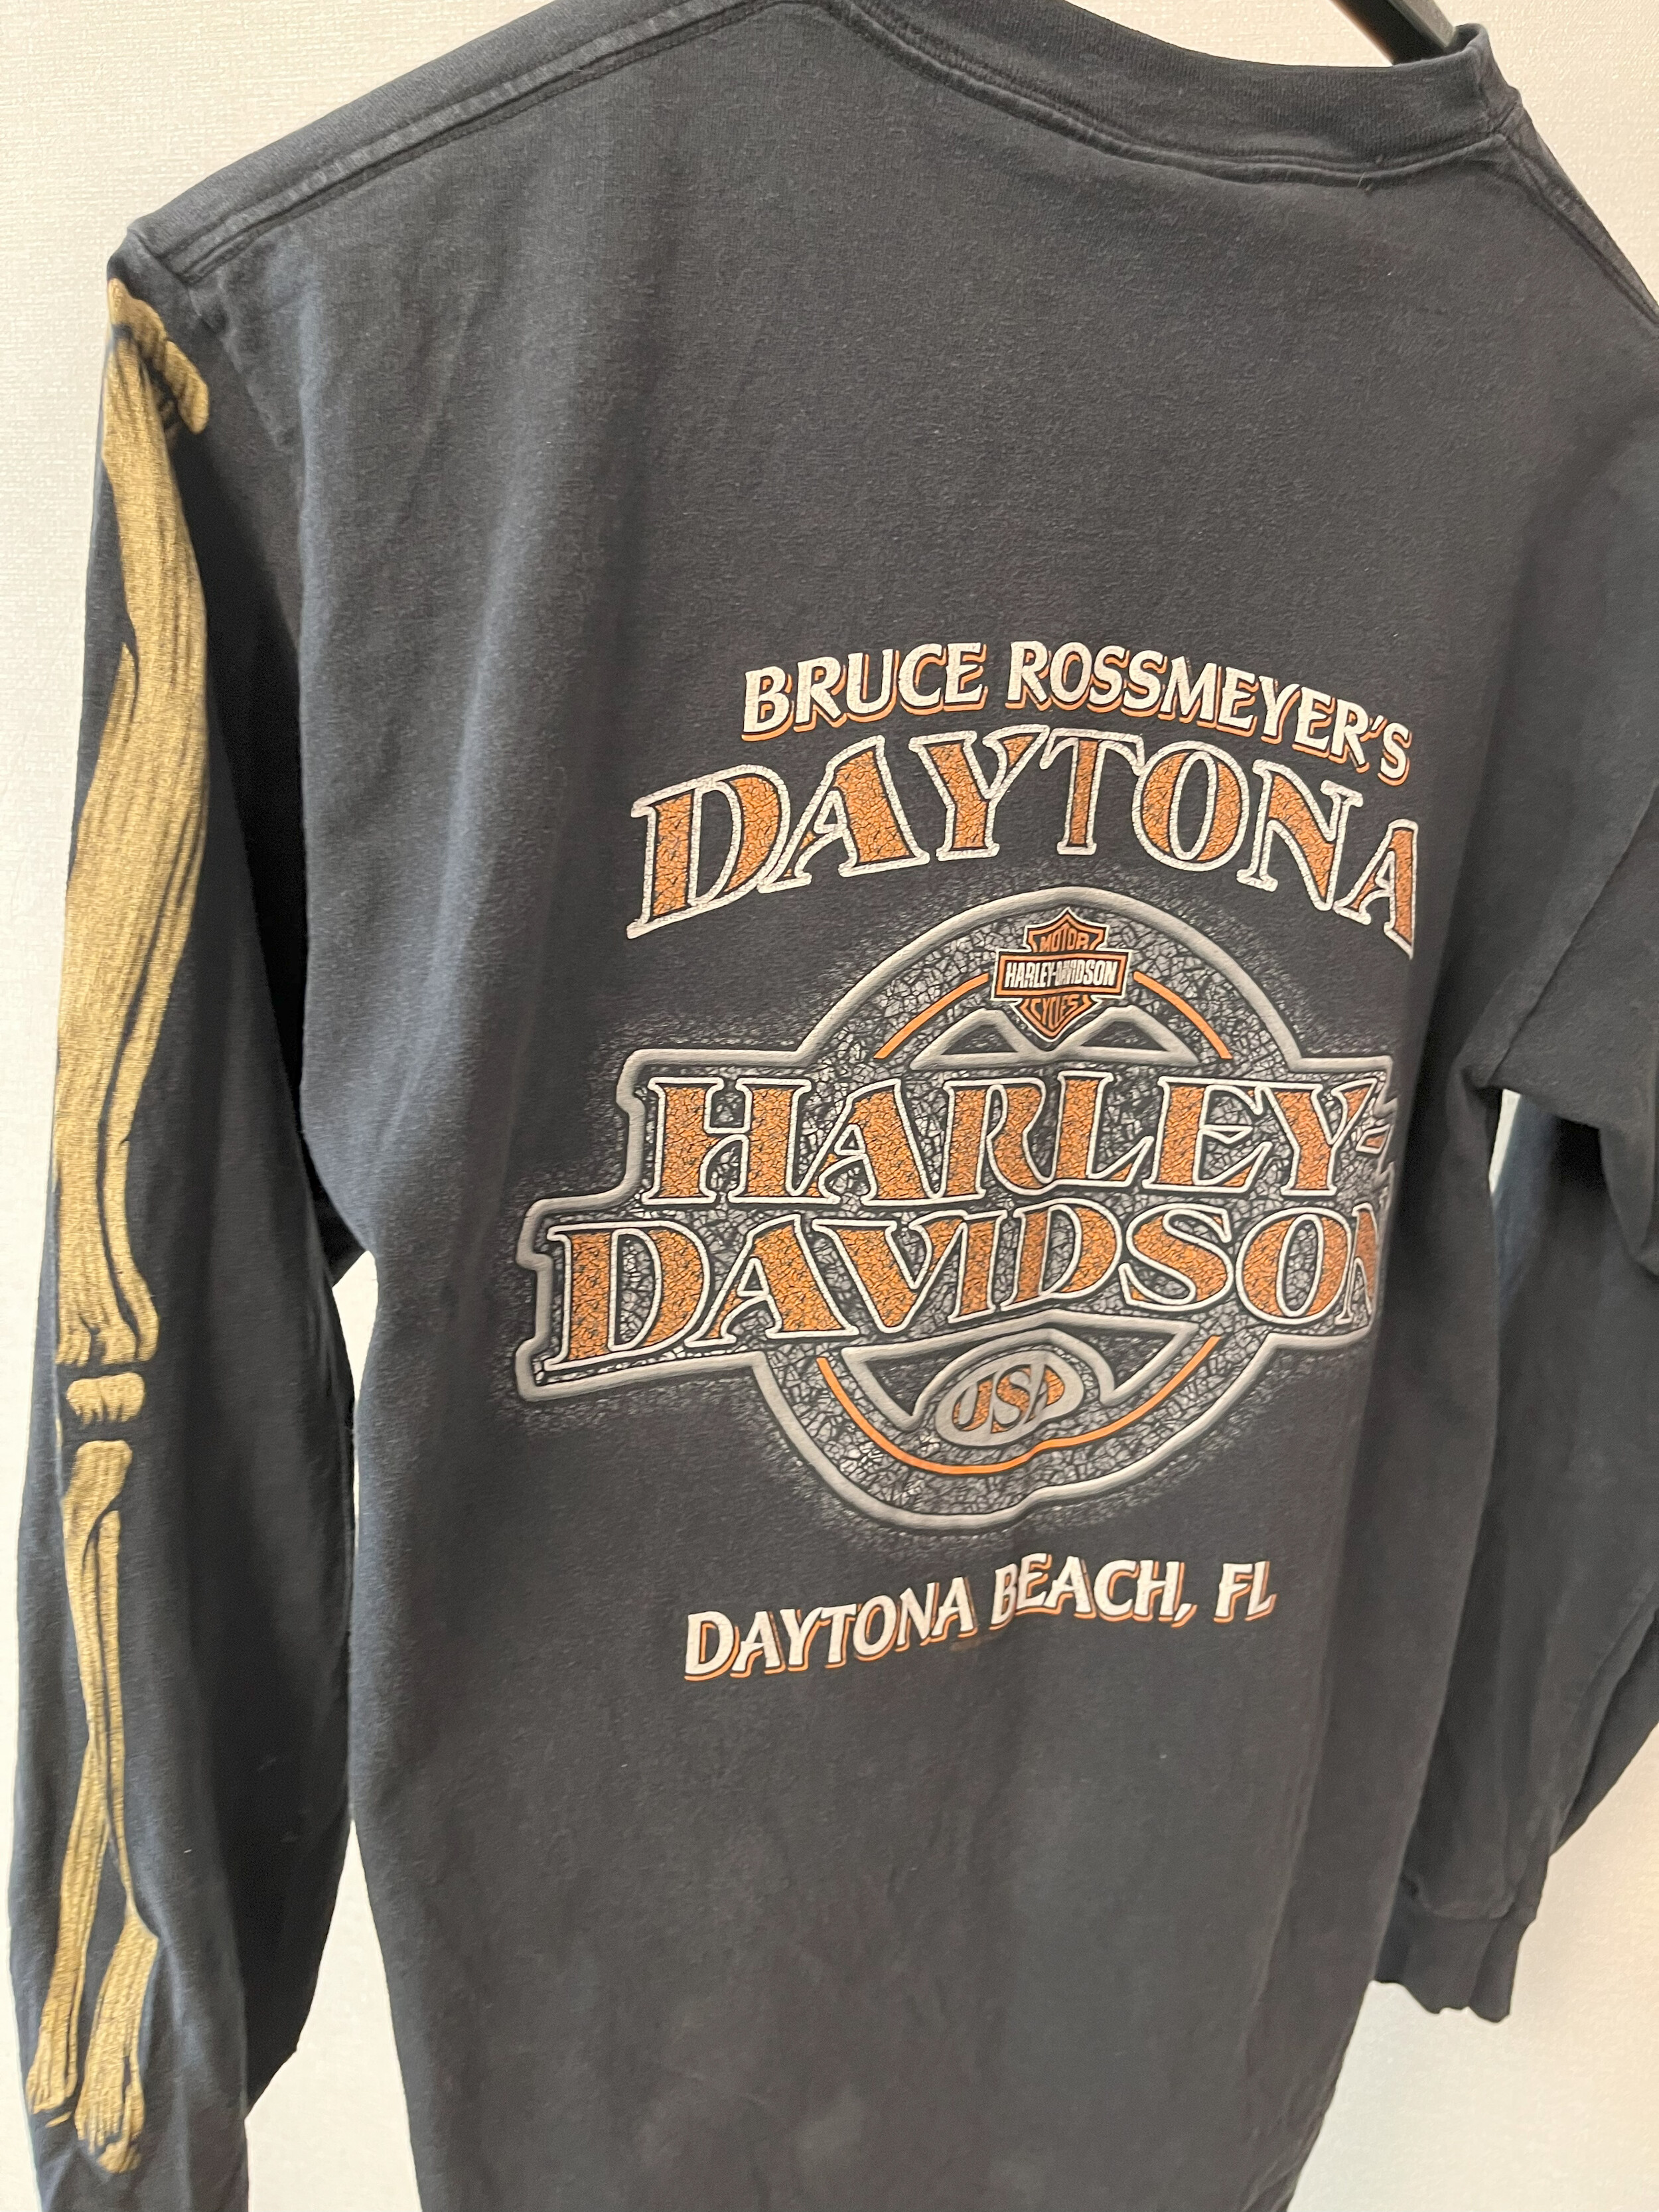 BRUCE ROSSMEYER'S
DAYTONA
MOTOR
HARLEY-DAVIDSON
CYCLES
HARLEY-
DAVIDSON
USA
DAYTONA BEACH, FL